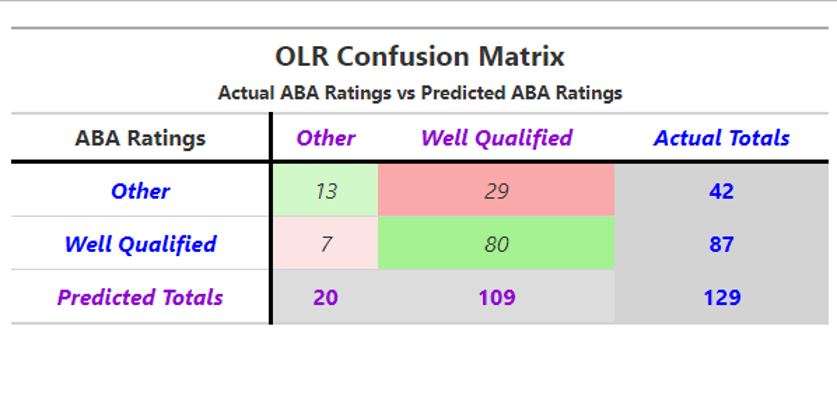 OLR Confusion Matrix
Actual ABA Ratings vs Predicted ABA Ratings
ABA Ratings Other Well Qualified Actual Totals
Other 13 29 42
Well Qualified 7 80 87
Predicted Totals 20 109 129